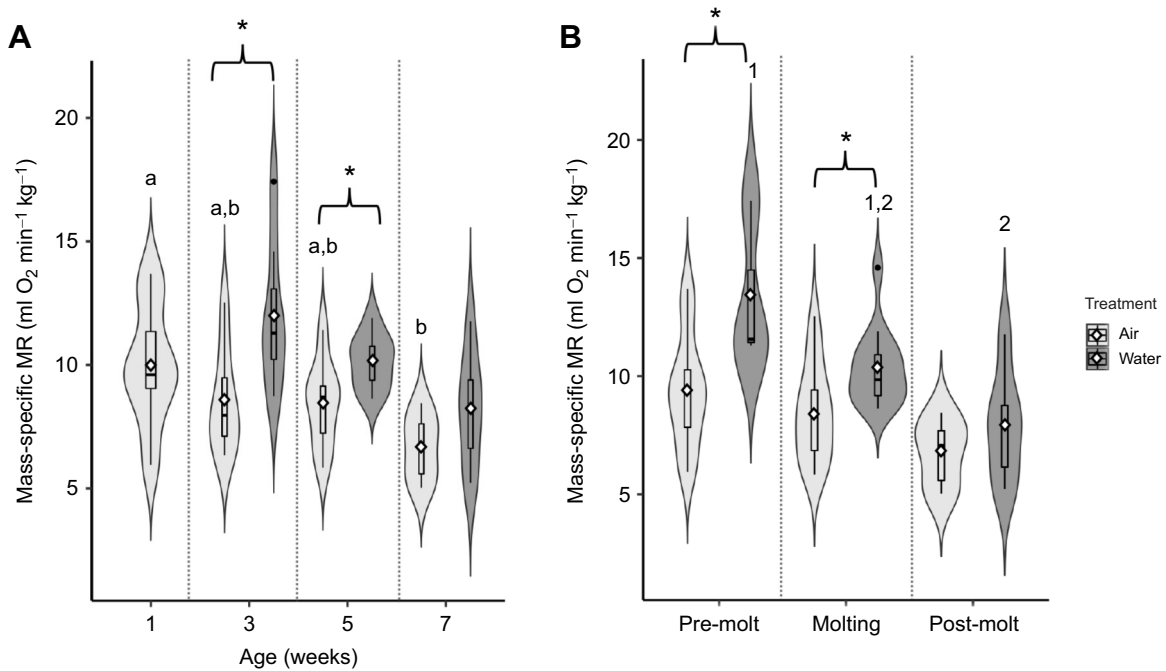 A
Mass-specific MR (ml O₂ min⁻¹ kg⁻¹)
20
15
10
5
*
*
a
a,b
a,b
b
1
3
5
7
Age (weeks)
B
Mass-specific MR (ml O₂ min⁻¹ kg⁻¹)
20
15
10
5
*
*
1
1,2
2
Pre-molt
Molting
Post-molt
Treatment
Air
Water